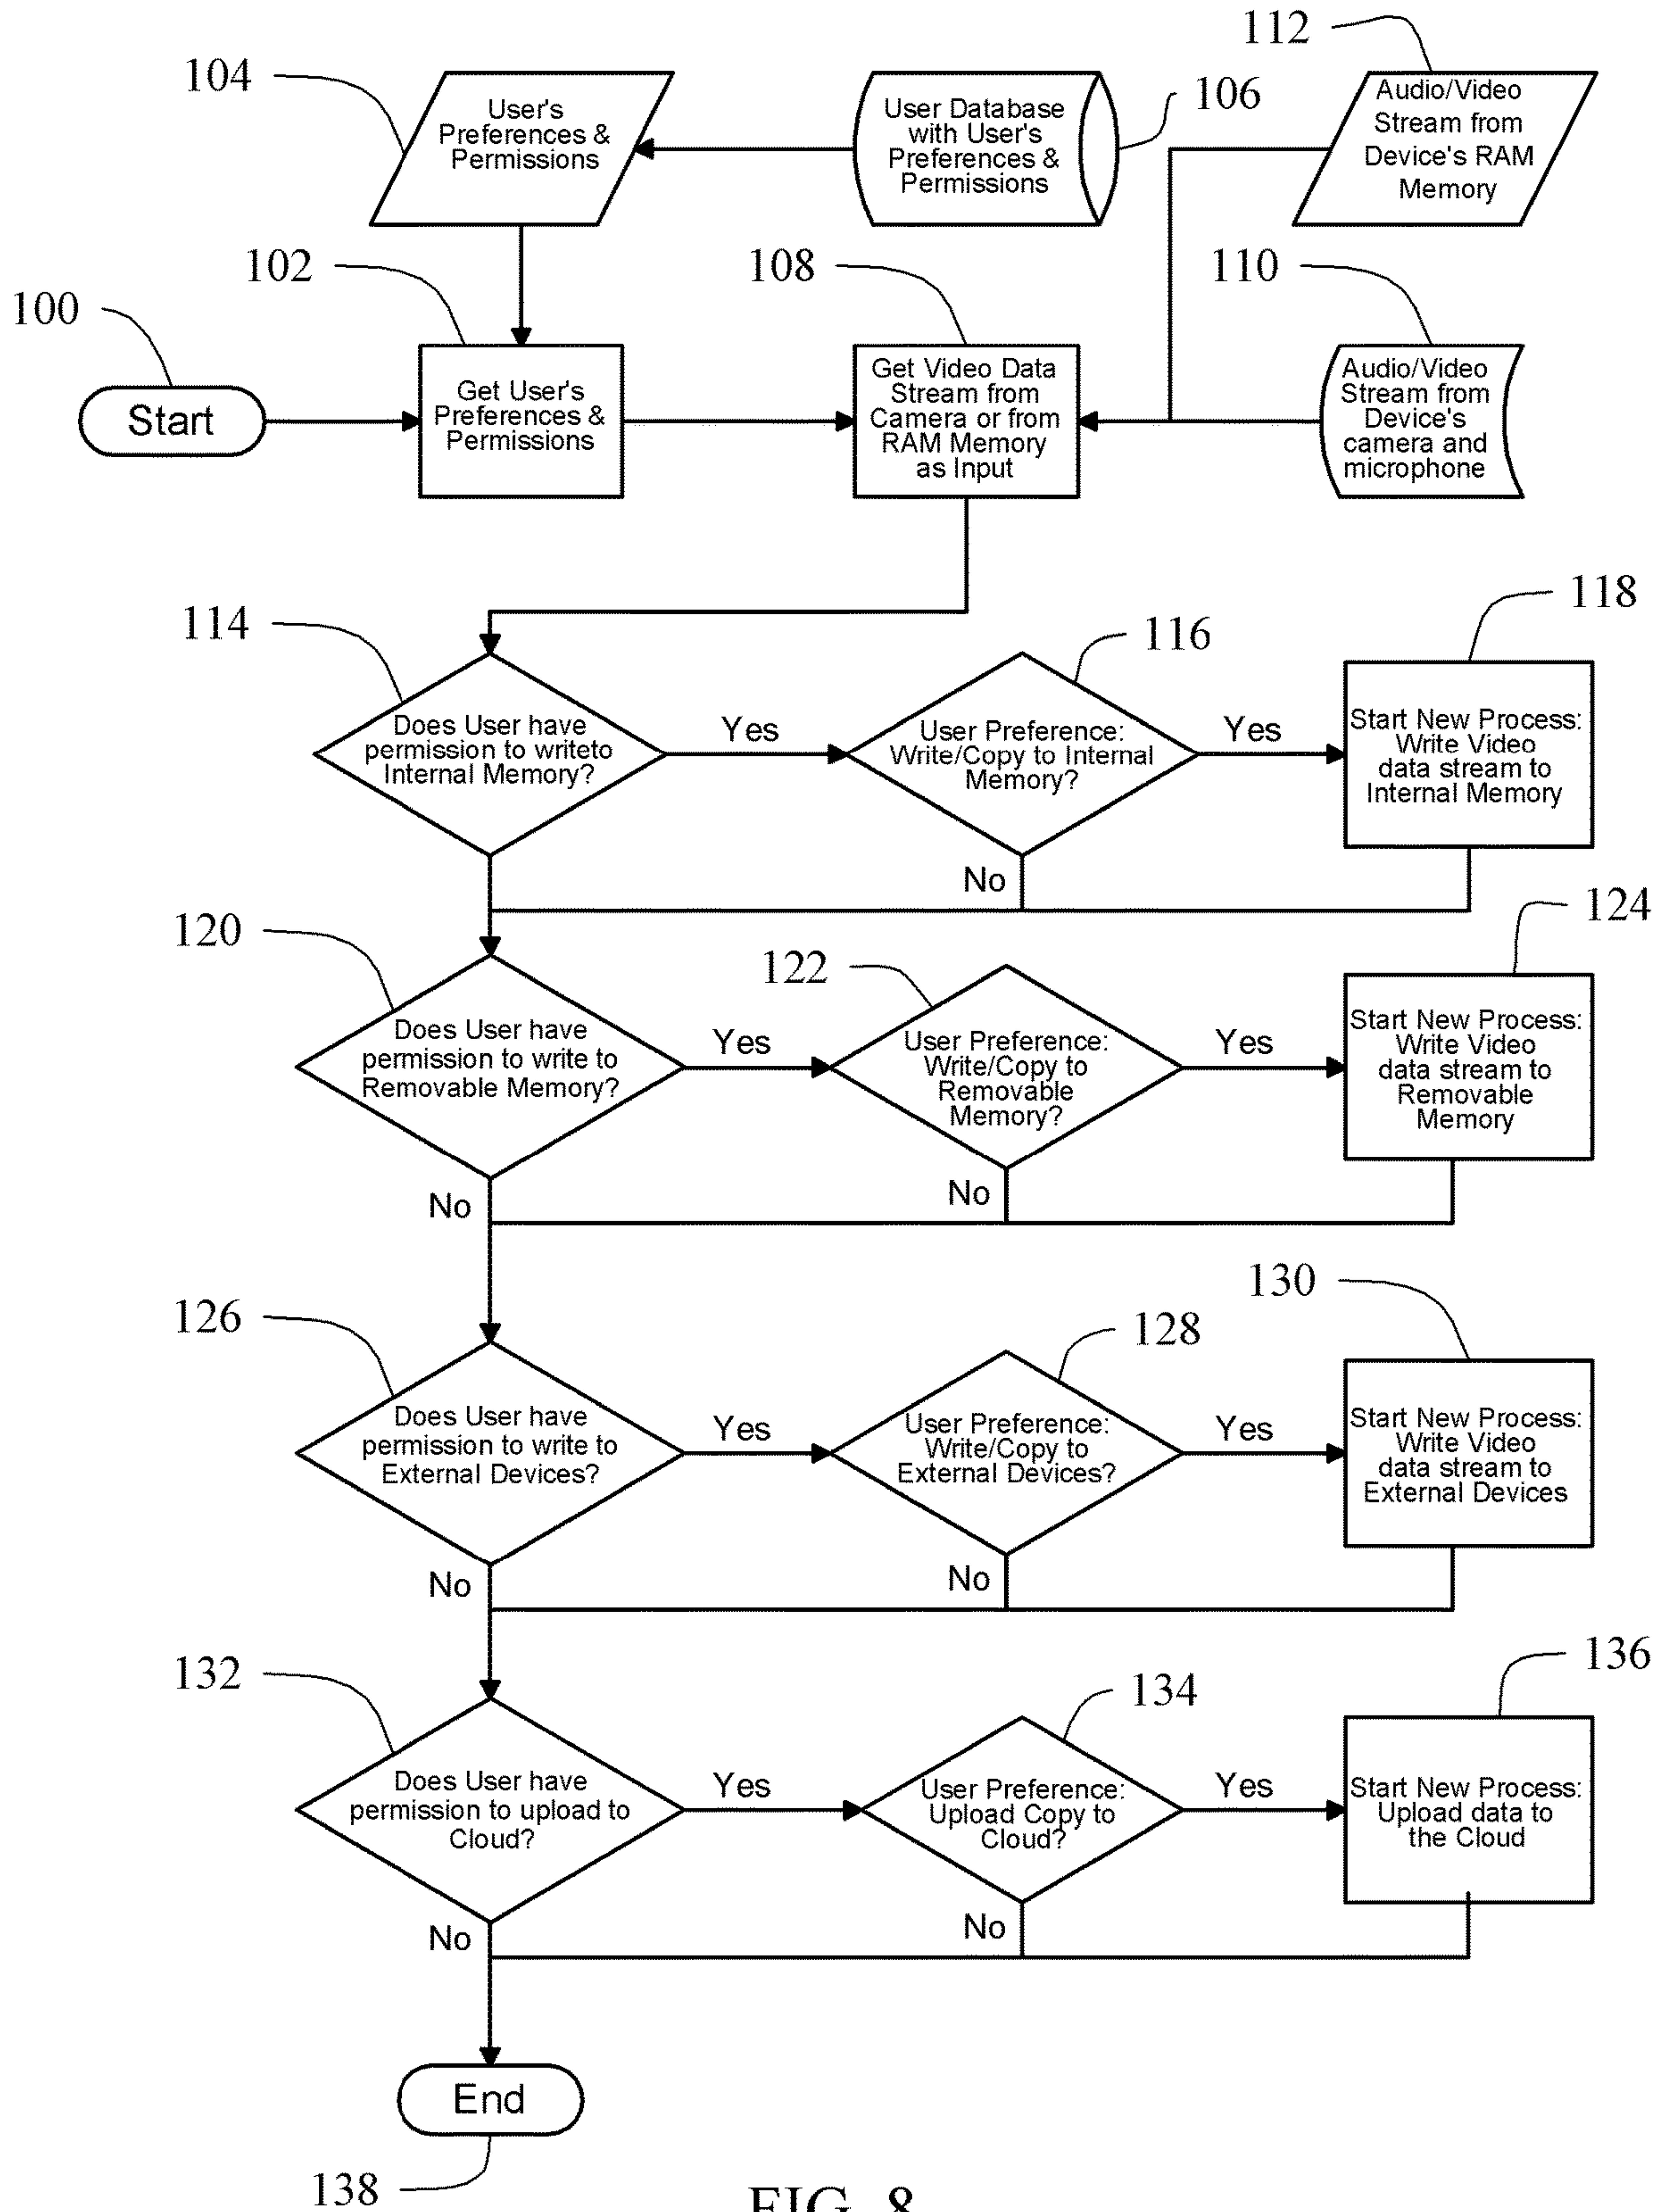 112
104
106
User's
Preferences &
Permissions
User Database
with User's
Preferences &
Permissions
Audio/Video
Stream from
Device's RAM
Memory
102
108
110
100
Start
Get User's
Preferences &
Permissions
Get Video Data
Stream from
Camera or from
RAM Memory
as Input
Audio/Video
Stream from
Device's
camera and
microphone
114
116
118
Does User have
permission to writeto
Internal Memory?
Yes
User Preference:
Write/Copy to Internal
Memory?
Yes
Start New Process:
Write Video
data stream to
Internal Memory
No
120
122
124
Does User have
permission to write to
Removable Memory?
Yes
User Preference:
Write/Copy to
Removable
Memory?
Yes
Start New Process:
Write Video
data stream to
Removable
Memory
No
No
126
128
130
Does User have
permission to write to
External Devices?
Yes
User Preference:
Write/Copy to
External Devices?
Yes
Start New Process:
Write Video
data stream to
External Devices
No
No
132
134
136
Does User have
permission to upload to
Cloud?
Yes
User Preference:
Upload Copy to
Cloud?
Yes
Start New Process:
Upload data to
the Cloud
No
No
End
138
FIG. 8